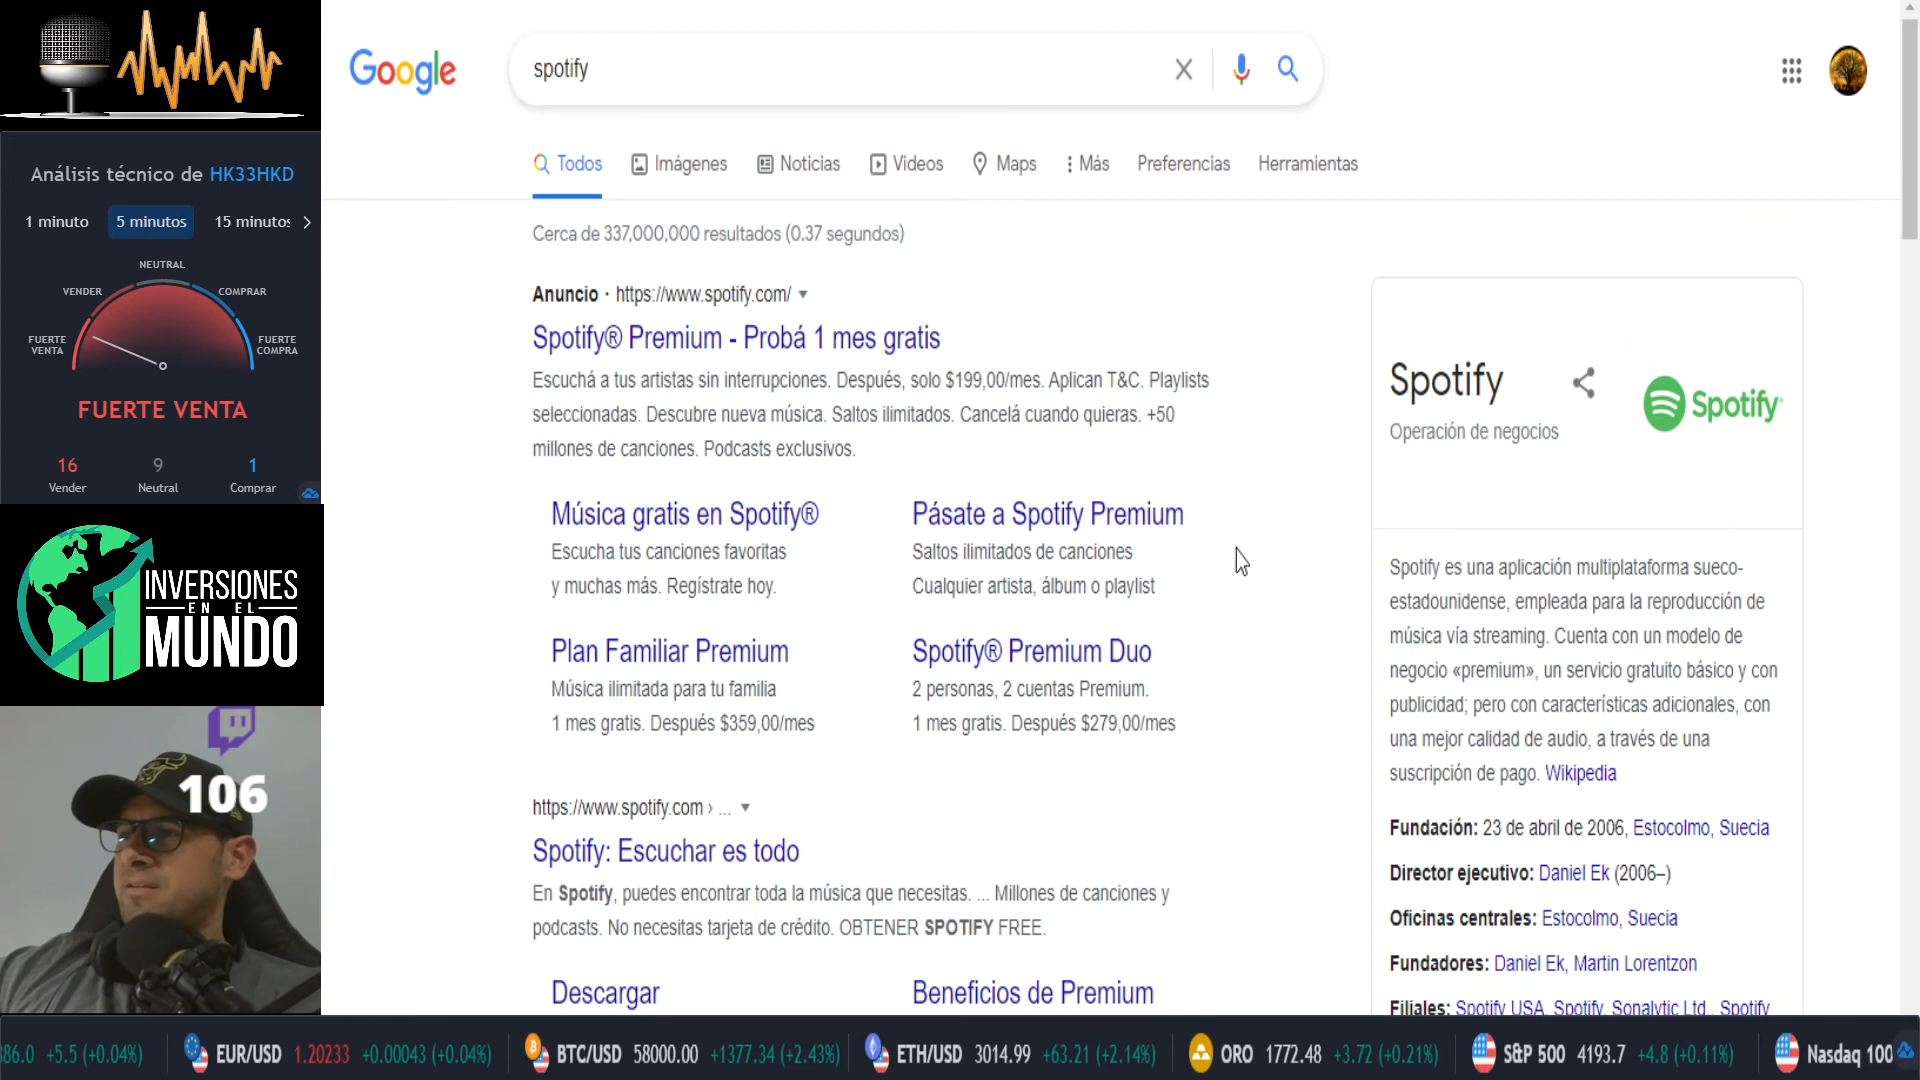 Análisis técnico de HK33HKD
1 minuto 5 minutos 15 minutos
NEUTRAL
VENDER COMPRAR
FUERTE VENTA FUERTE COMPRA
FUERTE VENTA
16 9 1
Vender Neutral Comprar
INVERSIONES
EN EL
MUNDO
106
Google
spotify
Todos Imágenes Noticias Videos Maps Más Preferencias Herramientas
Cerca de 337,000,000 resultados (0.37 segundos)
Anuncio · https://www.spotify.com/
Spotify® Premium - Probá 1 mes gratis
Escuchá a tus artistas sin interrupciones. Después, solo $199,00/mes. Aplican T&C. Playlists
seleccionadas. Descubre nueva música. Saltos ilimitados. Cancelá cuando quieras. +50
millones de canciones. Podcasts exclusivos.
Música gratis en Spotify®
Escucha tus canciones favoritas
y muchas más. Regístrate hoy.
Pásate a Spotify Premium
Saltos ilimitados de canciones
Cualquier artista, álbum o playlist
Plan Familiar Premium
Música ilimitada para tu familia
1 mes gratis. Después $359,00/mes
Spotify® Premium Duo
2 personas, 2 cuentas Premium.
1 mes gratis. Después $279,00/mes
https://www.spotify.com › ...
Spotify: Escuchar es todo
En Spotify, puedes encontrar toda la música que necesitas. ... Millones de canciones y
podcasts. No necesitas tarjeta de crédito. OBTENER SPOTIFY FREE.
Descargar
Beneficios de Premium
Spotify
Operación de negocios
Spotify
Spotify es una aplicación multiplataforma sueco-
estadounidense, empleada para la reproducción de
música vía streaming. Cuenta con un modelo de
negocio «premium», un servicio gratuito básico y con
publicidad; pero con características adicionales, con
una mejor calidad de audio, a través de una
suscripción de pago. Wikipedia
Fundación: 23 de abril de 2006, Estocolmo, Suecia
Director ejecutivo: Daniel Ek (2006–)
Oficinas centrales: Estocolmo, Suecia
Fundadores: Daniel Ek, Martin Lorentzon
Filiales: Spotify USA, Spotify, Sonalytic Ltd., Spotify
86.0 +5.5 (+0.04%) EUR/USD 1.20233 +0.00043 (+0.04%) BTC/USD 58000.00 +1377.34 (+2.43%) ETH/USD 3014.99 +63.21 (+2.14%) ORO 1772.48 +3.72 (+0.21%) S&P 500 4193.7 +4.8 (+0.11%) Nasdaq 100